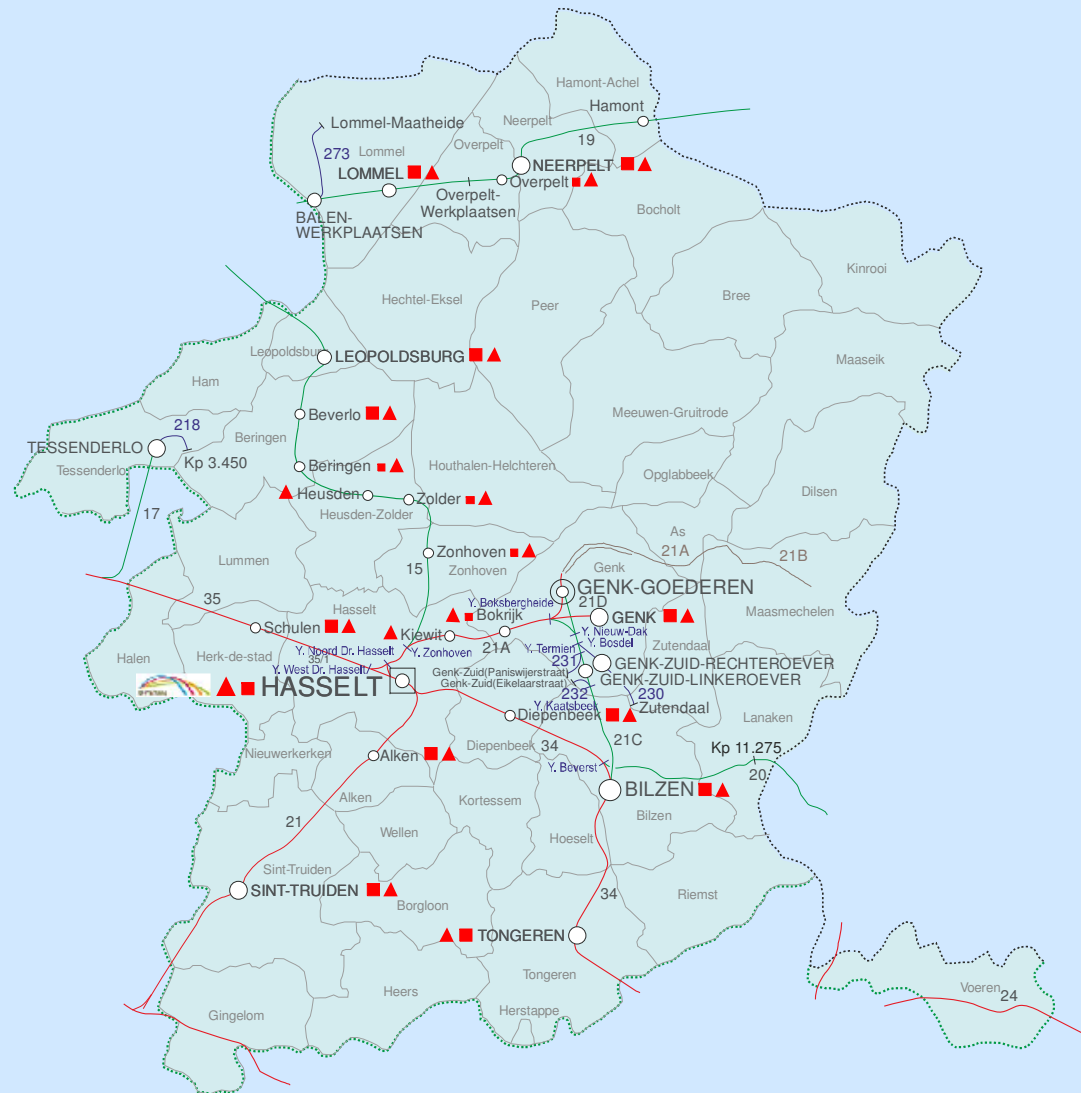 Hamont-Achel
Hamont
Neerpelt
Lommel-Maatheide
19
Overpelt
273
Lommel
LOMMEL
NEERPELT
Overpelt
Overpelt-
Werkplaatsen
BALEN-
WERKPLAATSEN
Bocholt
Kinrooi
Bree
Hechtel-Eksel
Peer
Leopoldsburg
LEOPOLDSBURG
Maaseik
Ham
Beverlo
Meeuwen-Gruitrode
218
TESSENDERLO
Beringen
Kp 3.450
Tessenderlo
Beringen
Houthalen-Helchteren
Opglabbeek
Dilsen
Heusden
Zolder
Heusden-Zolder
17
As
21A
21B
Zonhoven
Lummen
15
Zonhoven
Genk
GENK-GOEDEREN
35
Y. Boksbergheide
21D
Hasselt
Bokrijk
GENK
Maasmechelen
Schulen
Kiewit
Y. Nieuw-Dak
Y. Bosdel
21A
Y. Termien
Zutendaal
Y. Noord Dr. Hasselt
Y. Zonhoven
Halen
Herk-de-stad
35/1
Y. West Dr. Hasselt
231
GENK-ZUID-RECHTEROEVER
Genk-Zuid(Paniswijerstraat)
GENK-ZUID-LINKEROEVER
Genk-Zuid(Eikelaarstraat)
HASSELT
232
230
Y. Kaatsbeek
Zutendaal
Diepenbeek
Lanaken
21C
Nieuwerkerken
Diepenbeek
34
Kp 11.275
Alken
Y. Beverst
20
Alken
Kortessem
BILZEN
Bilzen
21
Wellen
Hoeselt
Sint-Truiden
SINT-TRUIDEN
Borgloon
34
Riemst
TONGEREN
Tongeren
Heers
Voeren
24
Herstappe
Gingelom